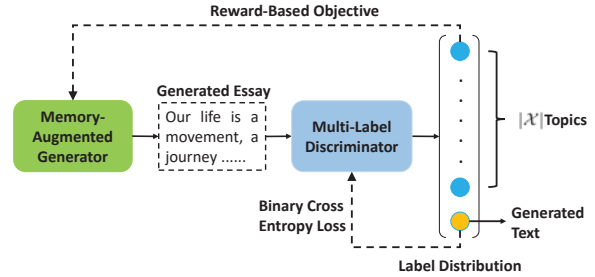 Reward-Based Objective
Generated Essay
Memory-
Augmented
Generator
Our life is a
movement, a
journey ......
Multi-Label
Discriminator
|𝒳| Topics
Binary Cross
Entropy Loss
Generated
Text
Label Distribution